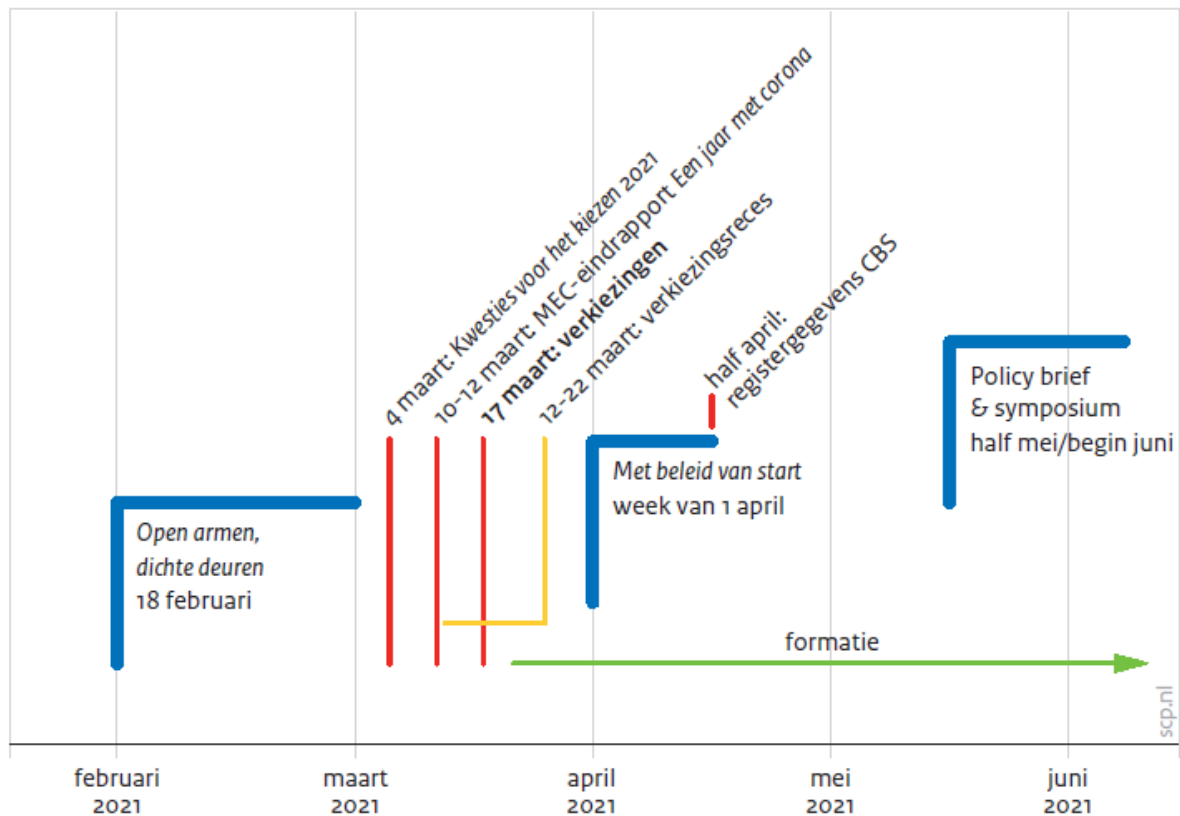 4 maart: Kwesties voor het kiezen 2021
10-12 maart: MEC-eindrapport Een jaar met corona
17 maart: verkiezingen
12-22 maart: verkiezingsreces
half april:
registergegevens CBS
Policy brief
& symposium
half mei/begin juni
Met beleid van start
week van 1 april
Open armen,
dichte deuren
18 februari
formatie
scp.nl
februari
2021
maart
2021
april
2021
mei
2021
juni
2021